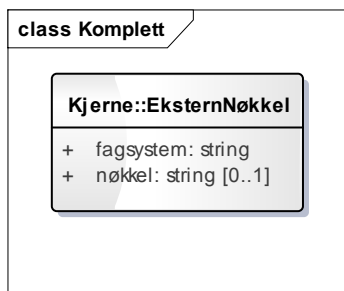 class Komplett
Kjerne::EksternNøkkel
+ fagsystem: string
+ nøkkel: string [0..1]